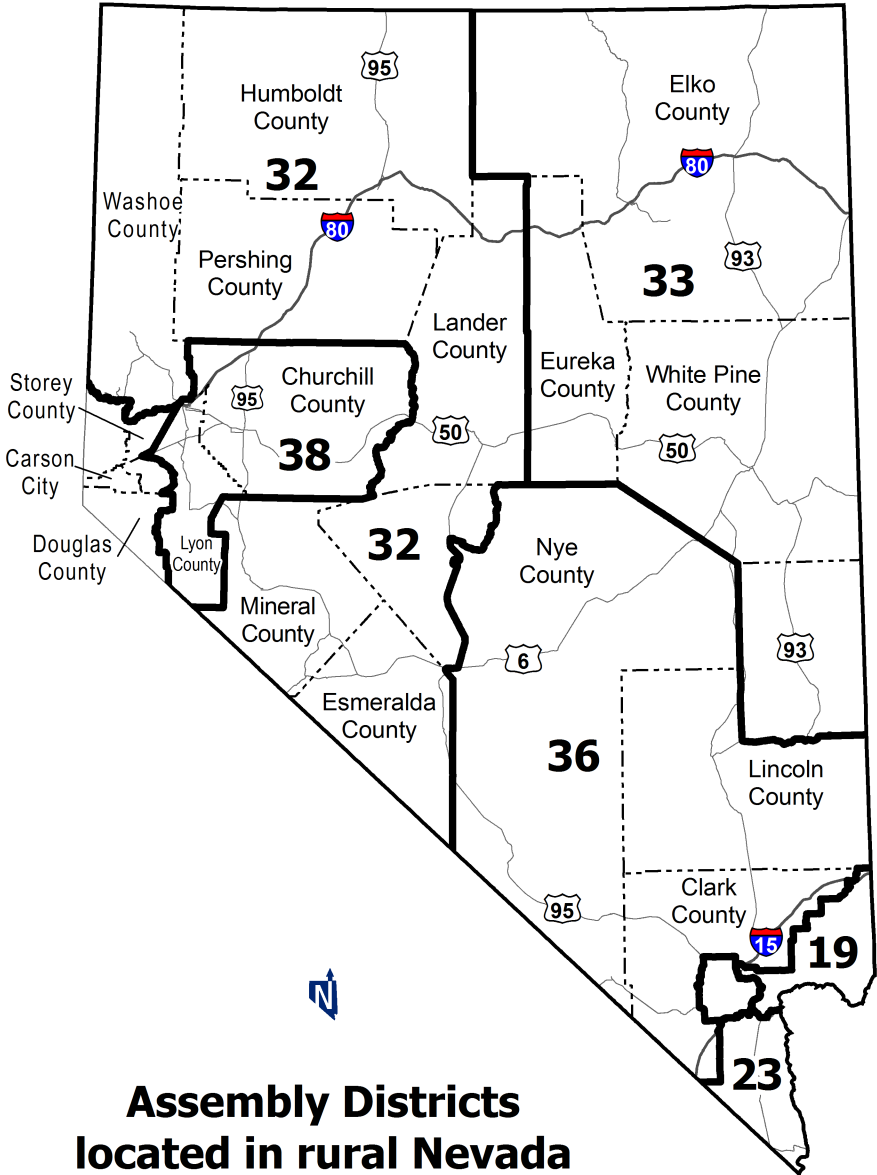 95
Elko
County
Humboldt
County
80
32
Washoe
County
80
93
Pershing
County
33
Lander
County
Storey
County
Churchill
County
Eureka
County
White Pine
County
95
50
50
38
Carson
City
32
Douglas
County
Lyon
County
Nye
County
Mineral
County
6
93
Esmeralda
County
36
Lincoln
County
Clark
County
95
15
19
N
23
Assembly Districts
located in rural Nevada